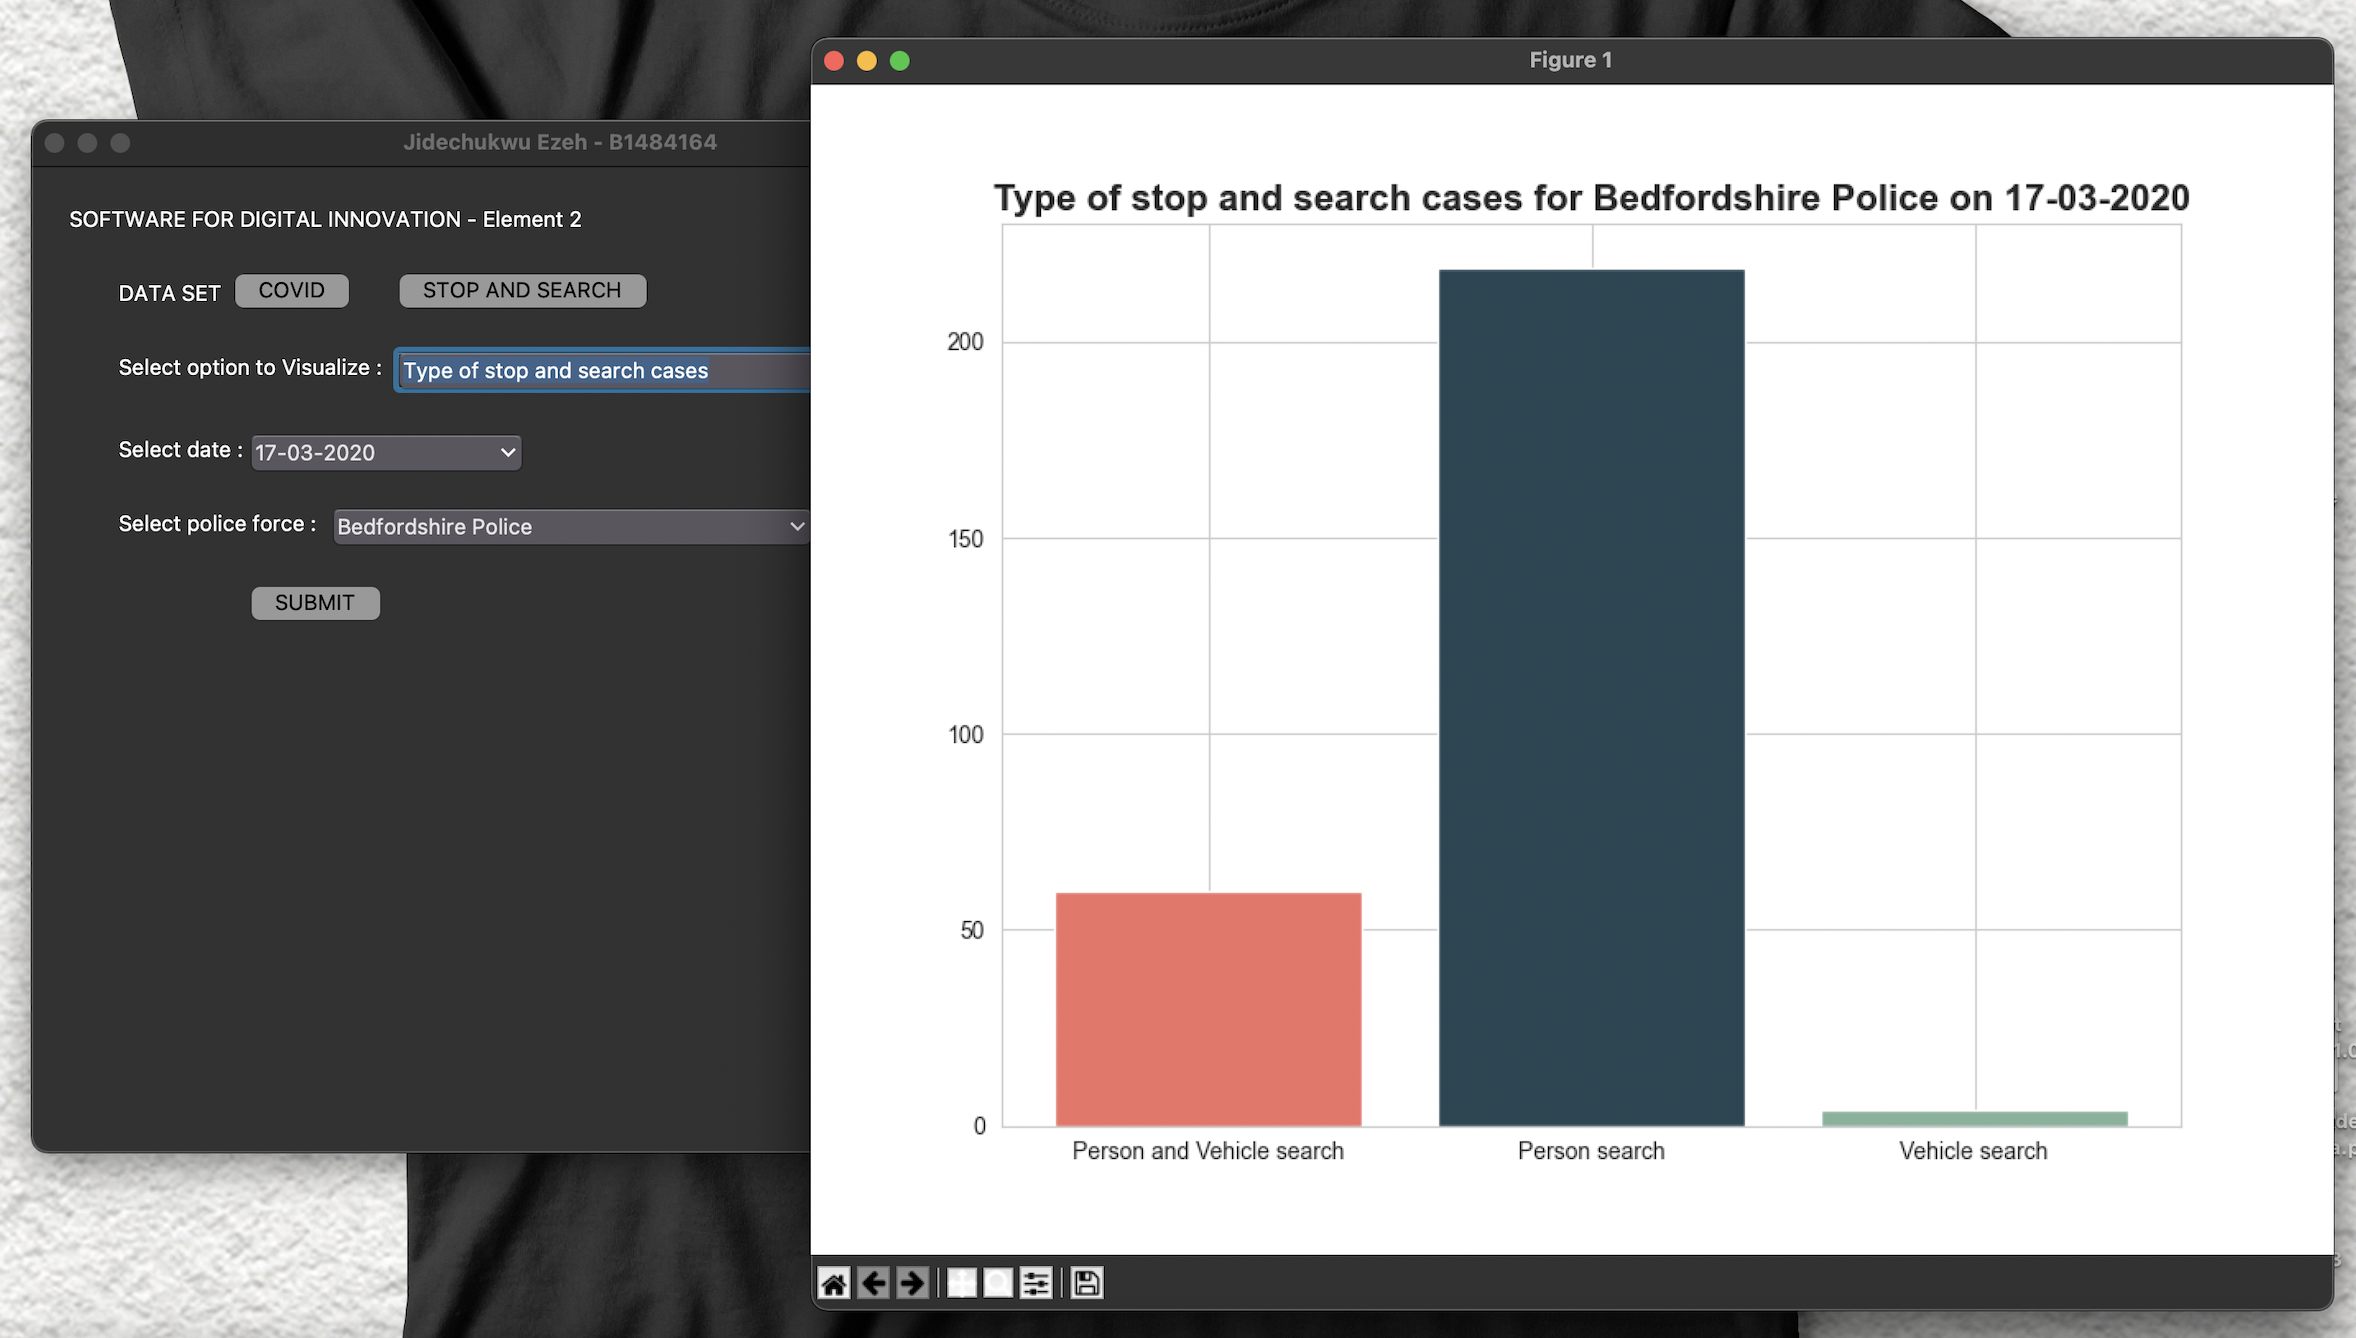 Jidechukwu Ezeh - B1484164
SOFTWARE FOR DIGITAL INNOVATION - Element 2
DATA SET COVID STOP AND SEARCH
Select option to Visualize : Type of stop and search cases
Select date : 17-03-2020
Select police force : Bedfordshire Police
SUBMIT
Figure 1
Type of stop and search cases for Bedfordshire Police on 17-03-2020
200
150
100
50
0
Person and Vehicle search Person search Vehicle search